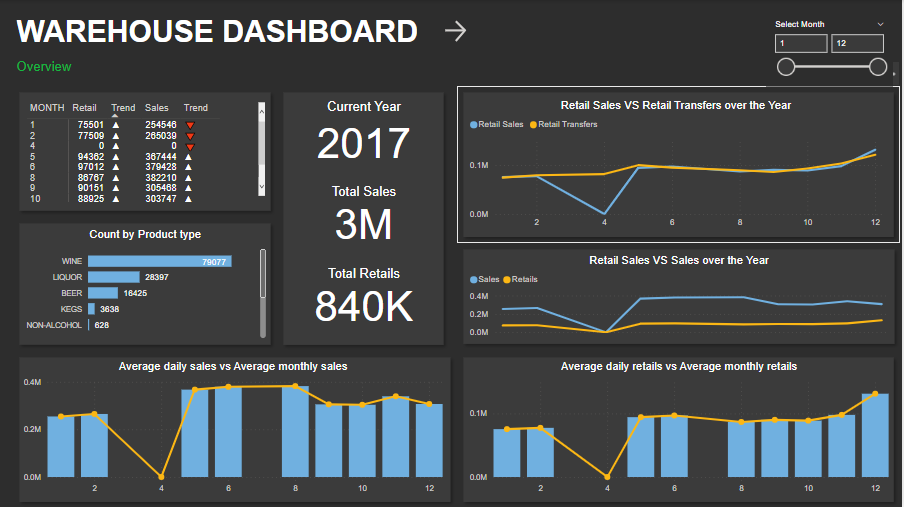 WAREHOUSE DASHBOARD
Overview
Select Month
1 12
MONTH Retail Trend Sales Trend
1 75501 254546
2 77509 265039
4 0 0
5 94362 367444
6 97012 379428
8 86767 382210
9 90151 305468
10 88925 303747
Count by Product type
WINE 79077
LIQUOR 28397
BEER 16425
KEGS 3638
NON-ALCOHOL 628
Current Year
2017
Total Sales
3M
Total Retails
840K
Retail Sales VS Retail Transfers over the Year
Retail Sales Retail Transfers
0.1M
0.0M
2 4 6 8 10 12
Retail Sales VS Sales over the Year
Sales Retails
0.4M
0.2M
0.0M
Average daily sales vs Average monthly sales
0.4M
0.2M
0.0M
2 4 6 8 10 12
Average daily retails vs Average monthly retails
0.1M
0.0M
2 4 6 8 10 12